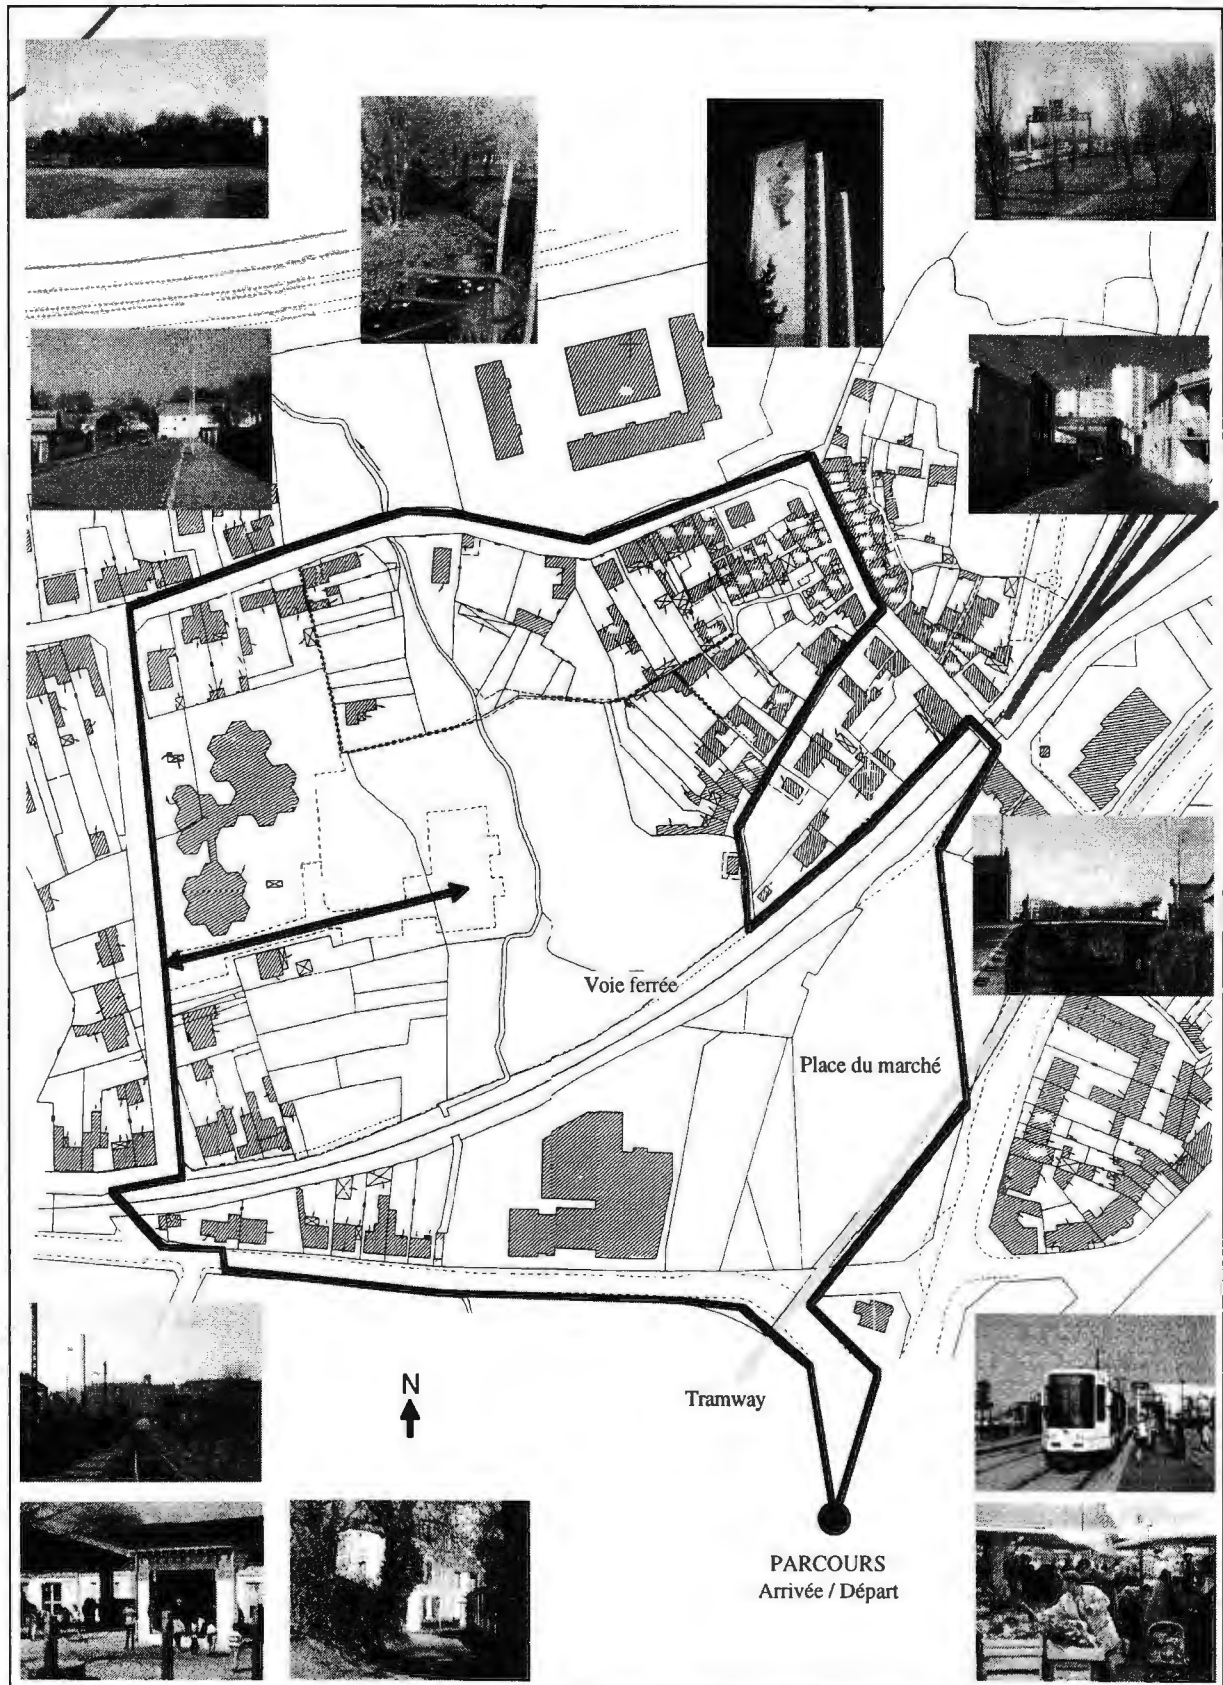 Voie ferrée
Place du marché
N
Tramway
PARCOURS
Arrivée / Départ